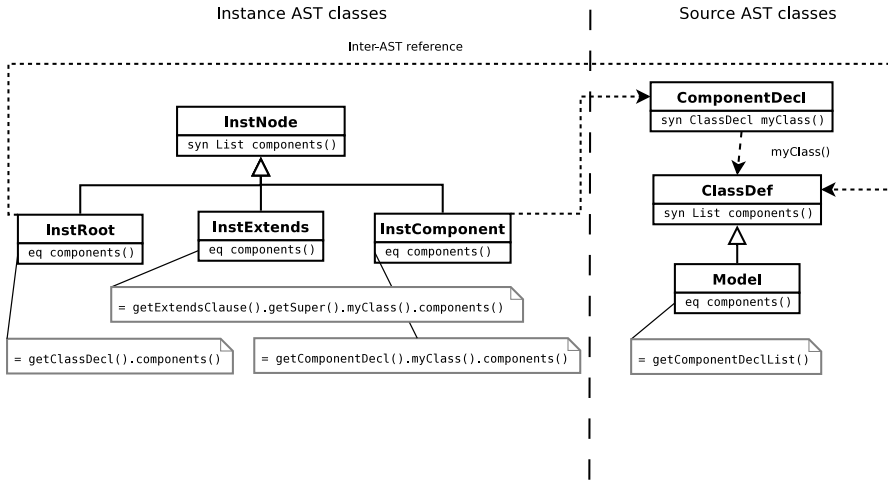 Instance AST classes
Source AST classes
Inter-AST reference
InstNode
syn List components()
ComponentDecl
syn ClassDecl myClass()
myClass()
ClassDef
syn List components()
InstRoot
eq components()
InstExtends
eq components()
InstComponent
eq components()
Model
eq components()
= getExtendsClause().getSuper().myClass().components()
= getClassDecl().components()
= getComponentDecl().myClass().components()
= getComponentDeclList()